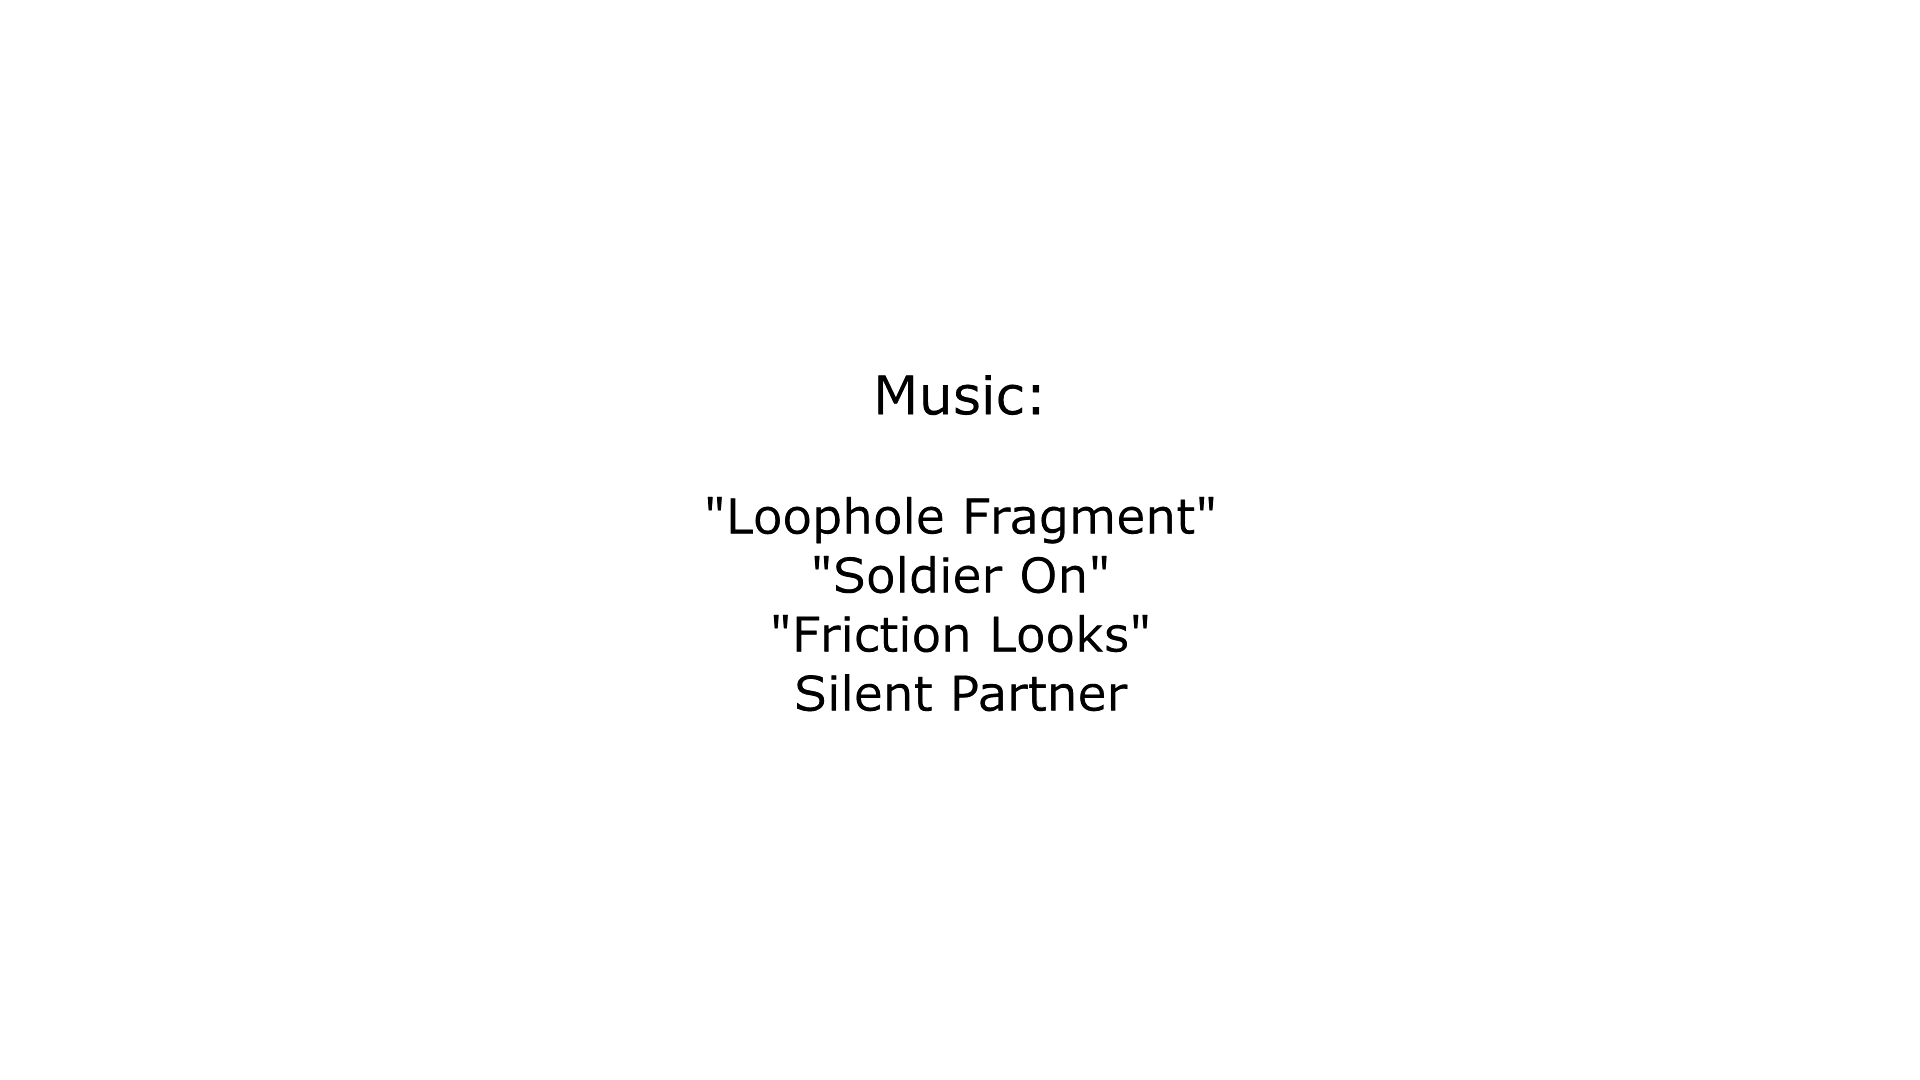 Music:
"Loophole Fragment"
"Soldier On"
"Friction Looks"
Silent Partner